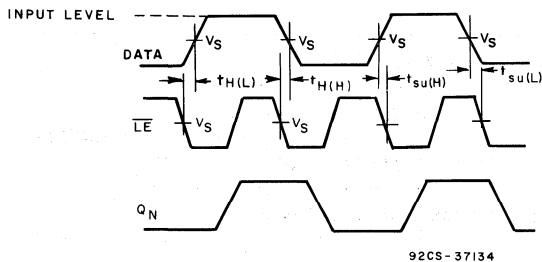 INPUT LEVEL
DATA
VS VS VS VS
tH(L) tH(H) tsu(H) tsu(L)
LE VS VS
QN
92CS-37134